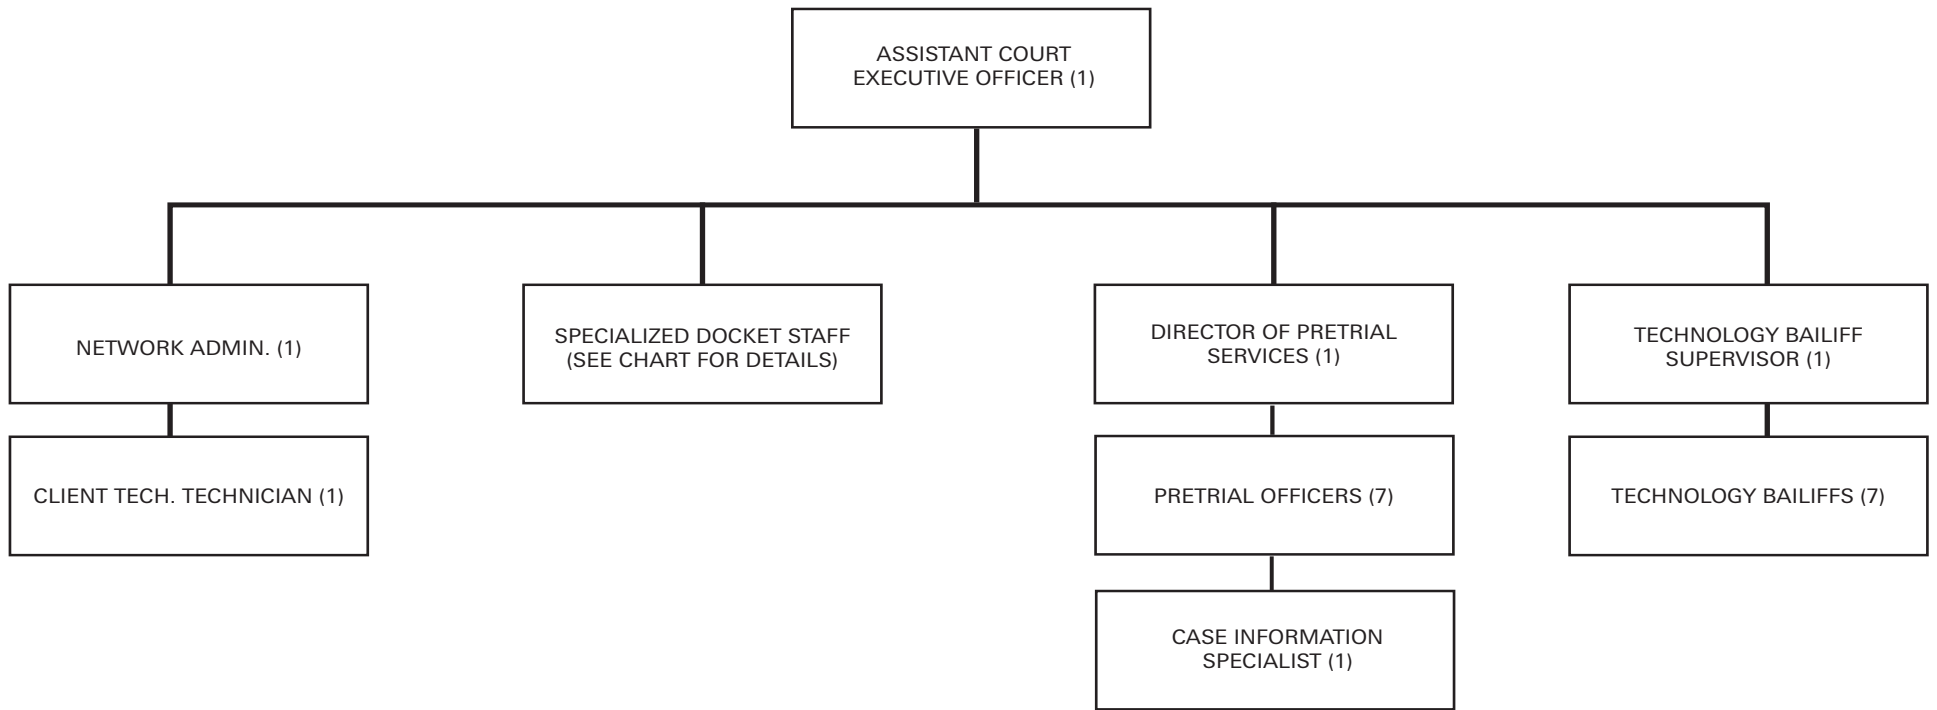 ASSISTANT COURT
EXECUTIVE OFFICER (1)
NETWORK ADMIN. (1)
SPECIALIZED DOCKET STAFF
(SEE CHART FOR DETAILS)
DIRECTOR OF PRETRIAL
SERVICES (1)
TECHNOLOGY BAILIFF
SUPERVISOR (1)
CLIENT TECH. TECHNICIAN (1)
PRETRIAL OFFICERS (7)
TECHNOLOGY BAILIFFS (7)
CASE INFORMATION
SPECIALIST (1)